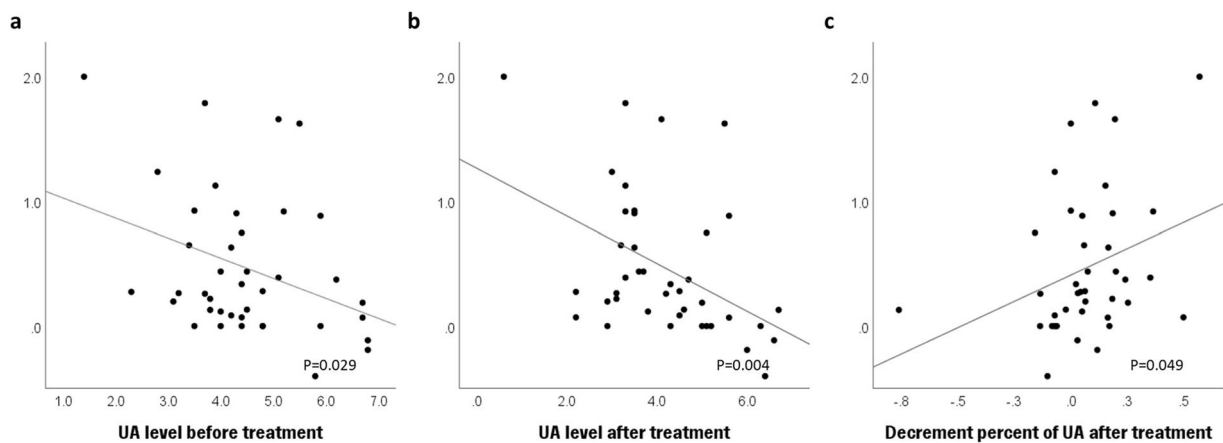 a
b
c
2.0
1.0
.0
P=0.029
1.0 2.0 3.0 4.0 5.0 6.0 7.0
UA level before treatment
2.0
1.0
.0
P=0.004
.0 2.0 4.0 6.0
UA level after treatment
2.0
1.0
.0
P=0.049
-.8 -.5 -.3 .0 .3 .5
Decrement percent of UA after treatment